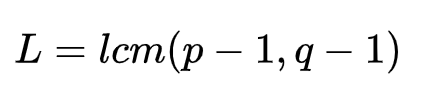 L = lcm(p − 1, q − 1)